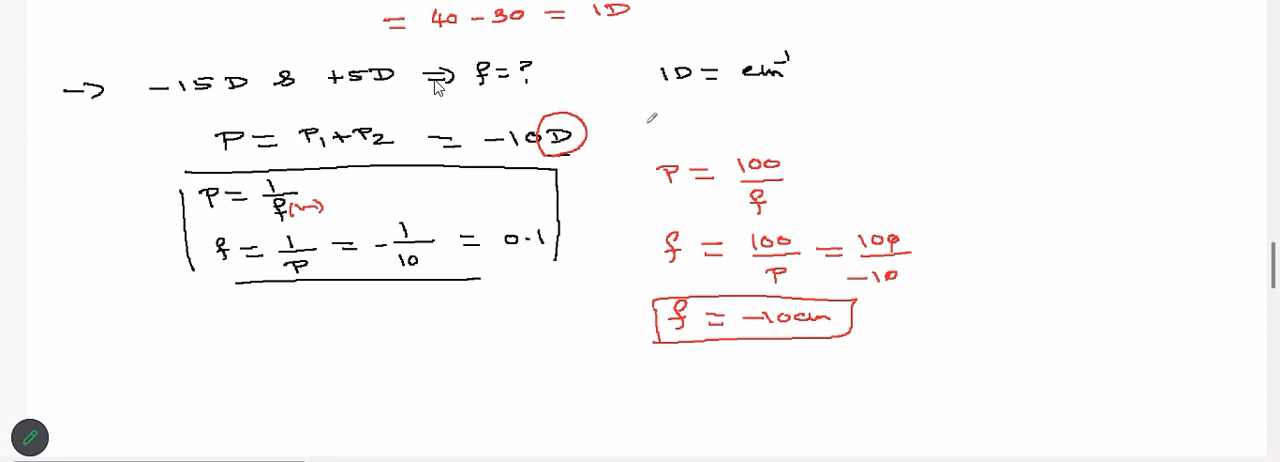 = 40 - 30 = 1D
→ -15D & +5D ⇒ f = ?
1D = cm⁻¹
P = P₁ + P₂ = -10D
P = 1/f(m)
f = 1/P = -1/10 = 0.1
P = 100/f
f = 100/P = 100/-10
f = -10cm